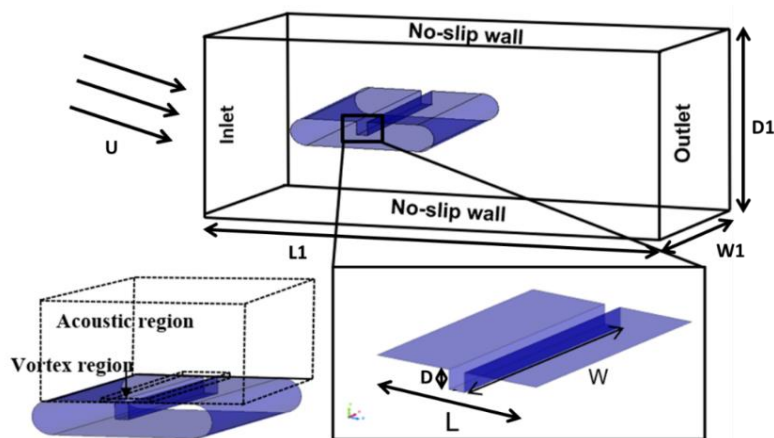 No-slip wall
U
Inlet
Outlet
D1
No-slip wall
L1
W1
Acoustic region
Vortex region
D
W
L